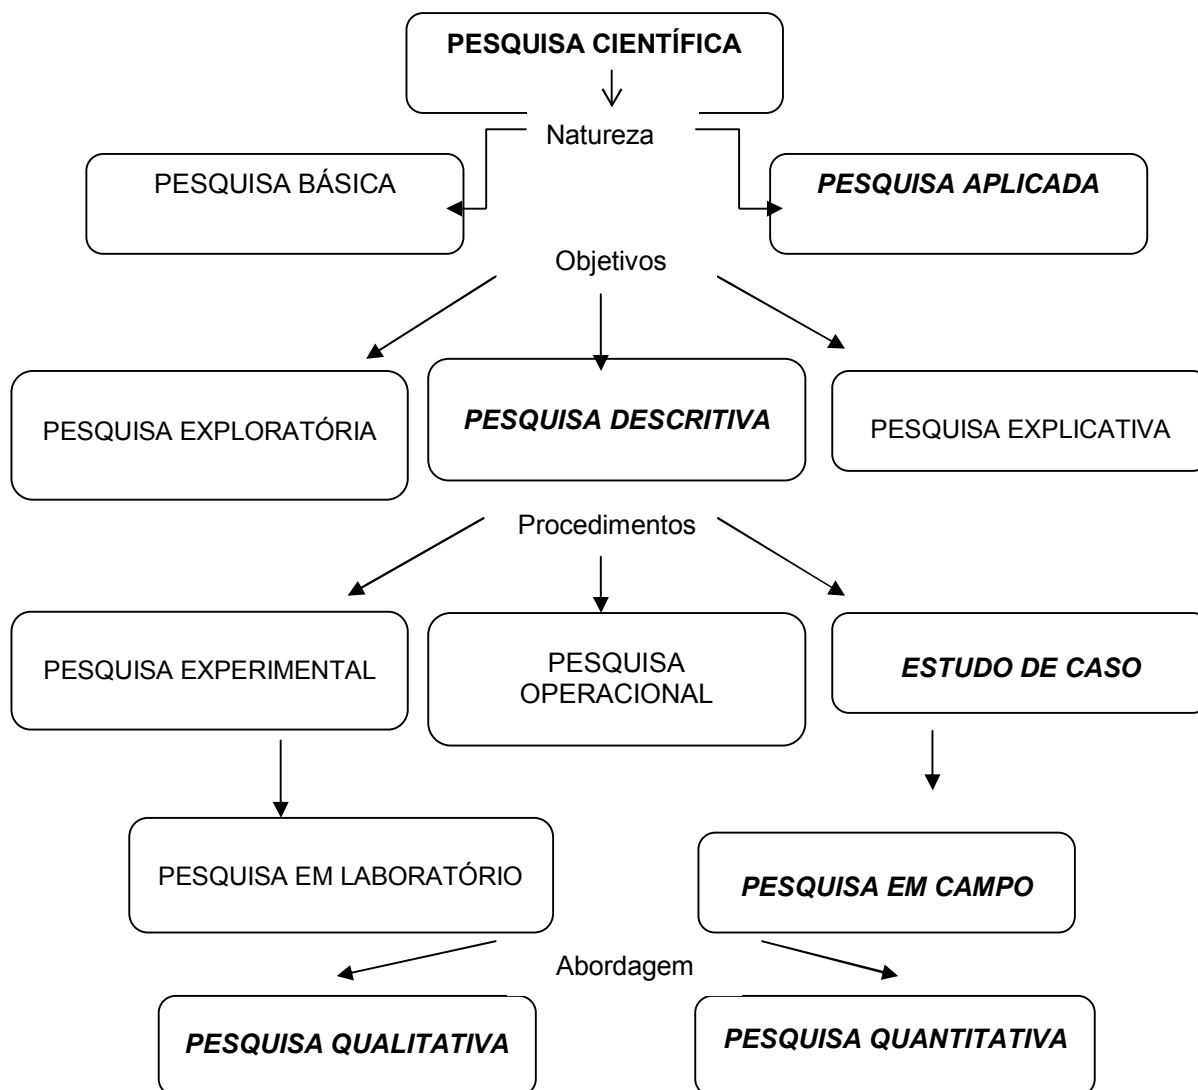 PESQUISA CIENTÍFICA
Natureza
PESQUISA BÁSICA
PESQUISA APLICADA
Objetivos
PESQUISA EXPLORATÓRIA
PESQUISA DESCRITIVA
PESQUISA EXPLICATIVA
Procedimentos
PESQUISA EXPERIMENTAL
PESQUISA
OPERACIONAL
ESTUDO DE CASO
PESQUISA EM LABORATÓRIO
PESQUISA EM CAMPO
Abordagem
PESQUISA QUALITATIVA
PESQUISA QUANTITATIVA